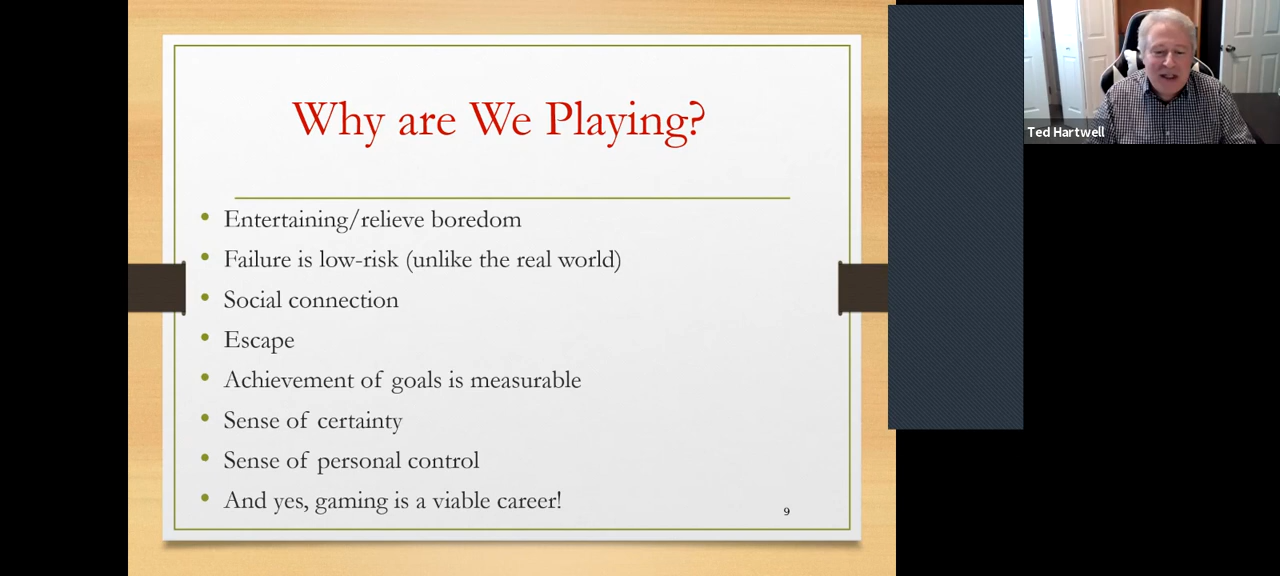 Why are We Playing?
Entertaining/relieve boredom
Failure is low-risk (unlike the real world)
Social connection
Escape
Achievement of goals is measurable
Sense of certainty
Sense of personal control
And yes, gaming is a viable career!
9
Ted Hartwell